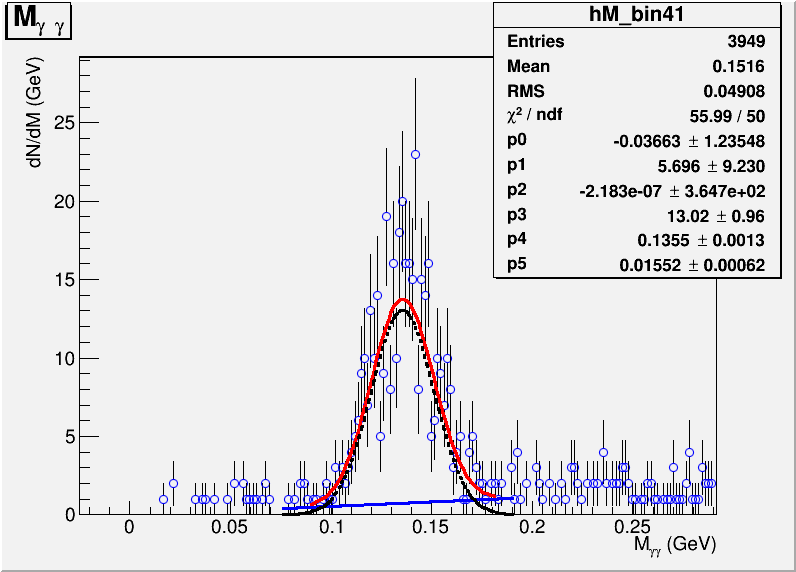 Mγ γ
hM_bin41
Entries 3949
Mean 0.1516
RMS 0.04908
χ² / ndf 55.99 / 50
p0 -0.03663 ± 1.23548
p1 5.696 ± 9.230
p2 -2.183e-07 ± 3.647e+02
p3 13.02 ± 0.96
p4 0.1355 ± 0.0013
p5 0.01552 ± 0.00062
dN/dM (GeV)
25
20
15
10
5
0
0 0.05 0.1 0.15 0.2 0.25
Mγγ (GeV)